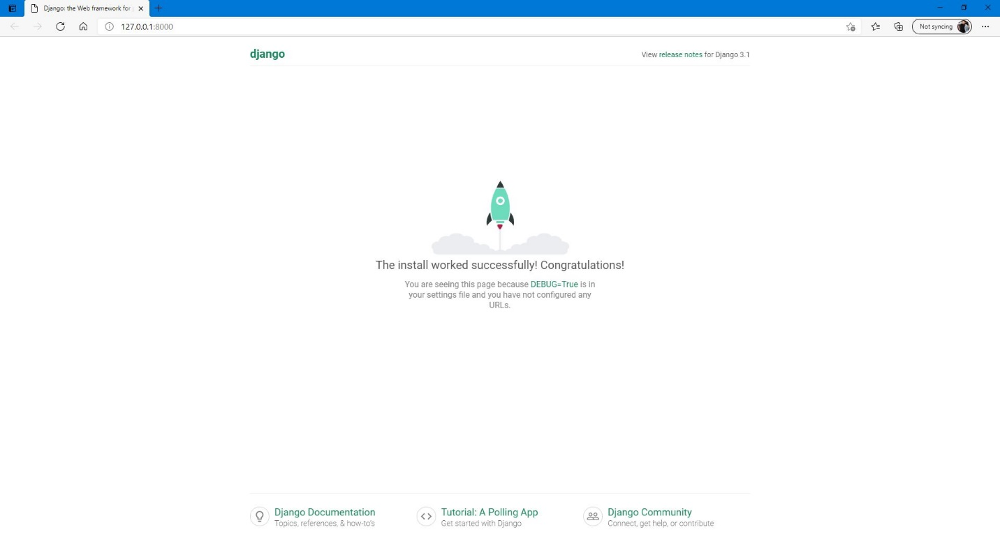 Django: the Web framework for
127.0.0.1:8000
Not syncing
django
View release notes for Django 3.1
The install worked successfully! Congratulations!
You are seeing this page because DEBUG=True is in
your settings file and you have not configured any
URLs.
Django Documentation
Topics, references, & how-to's
Tutorial: A Polling App
Get started with Django
Django Community
Connect, get help, or contribute